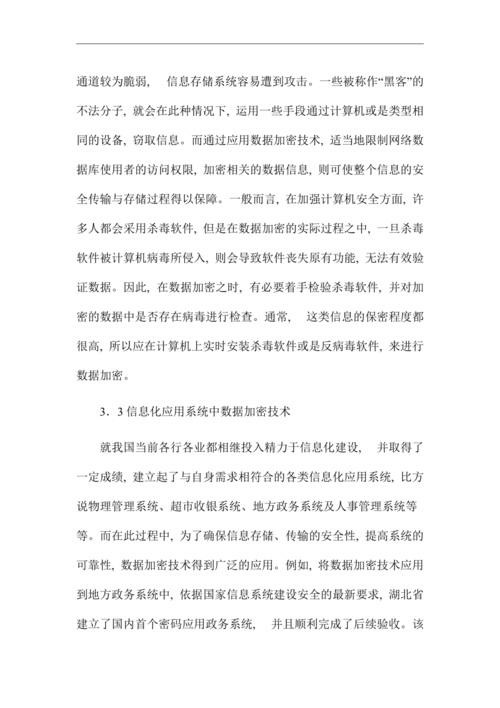 通道较为脆弱, 信息存储系统容易遭到攻击。一些被称作“黑客”的
不法分子, 就会在此种情况下, 运用一些手段通过计算机或是类型相
同的设备, 窃取信息。而通过应用数据加密技术, 适当地限制网络数
据库使用者的访问权限, 加密相关的数据信息, 则可使整个信息的安
全传输与存储过程得以保障。一般而言, 在加强计算机安全方面, 许
多人都会采用杀毒软件, 但是在数据加密的实际过程之中, 一旦杀毒
软件被计算机病毒所侵入, 则会导致软件丧失原有功能, 无法有效验
证数据。因此, 在数据加密之时, 有必要着手检验杀毒软件, 并对加
密的数据中是否存在病毒进行检查。通常, 这类信息的保密程度都
很高, 所以应在计算机上实时安装杀毒软件或是反病毒软件, 来进行
数据加密。
3．3 信息化应用系统中数据加密技术
就我国当前各行各业都相继投入精力于信息化建设, 并取得了
一定成绩, 建立起了与自身需求相符合的各类信息化应用系统, 比方
说物理管理系统、超市收银系统、地方政务系统及人事管理系统等
等。而在此过程中, 为了确保信息存储、传输的安全性, 提高系统的
可靠性, 数据加密技术得到广泛的应用。例如, 将数据加密技术应用
到地方政务系统中, 依据国家信息系统建设安全的最新要求, 湖北省
建立了国内首个密码应用政务系统, 并且顺利完成了后续验收。该